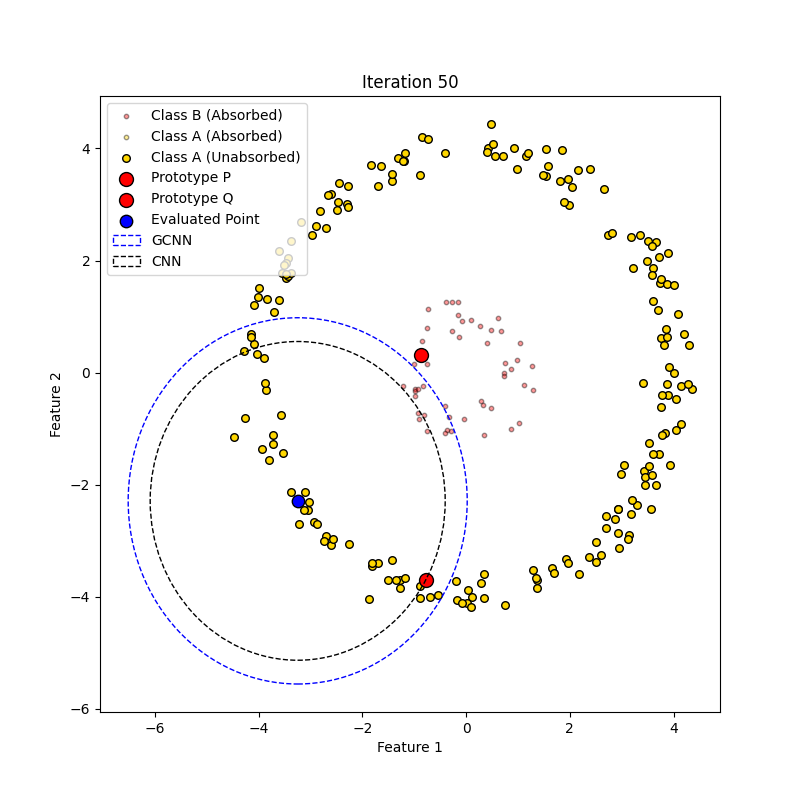 Iteration 50
Class B (Absorbed)
Class A (Absorbed)
Class A (Unabsorbed)
Prototype P
Prototype Q
Evaluated Point
GCNN
CNN
Feature 2
4
2
0
−2
−4
−6
−6 −4 −2 0 2 4
Feature 1